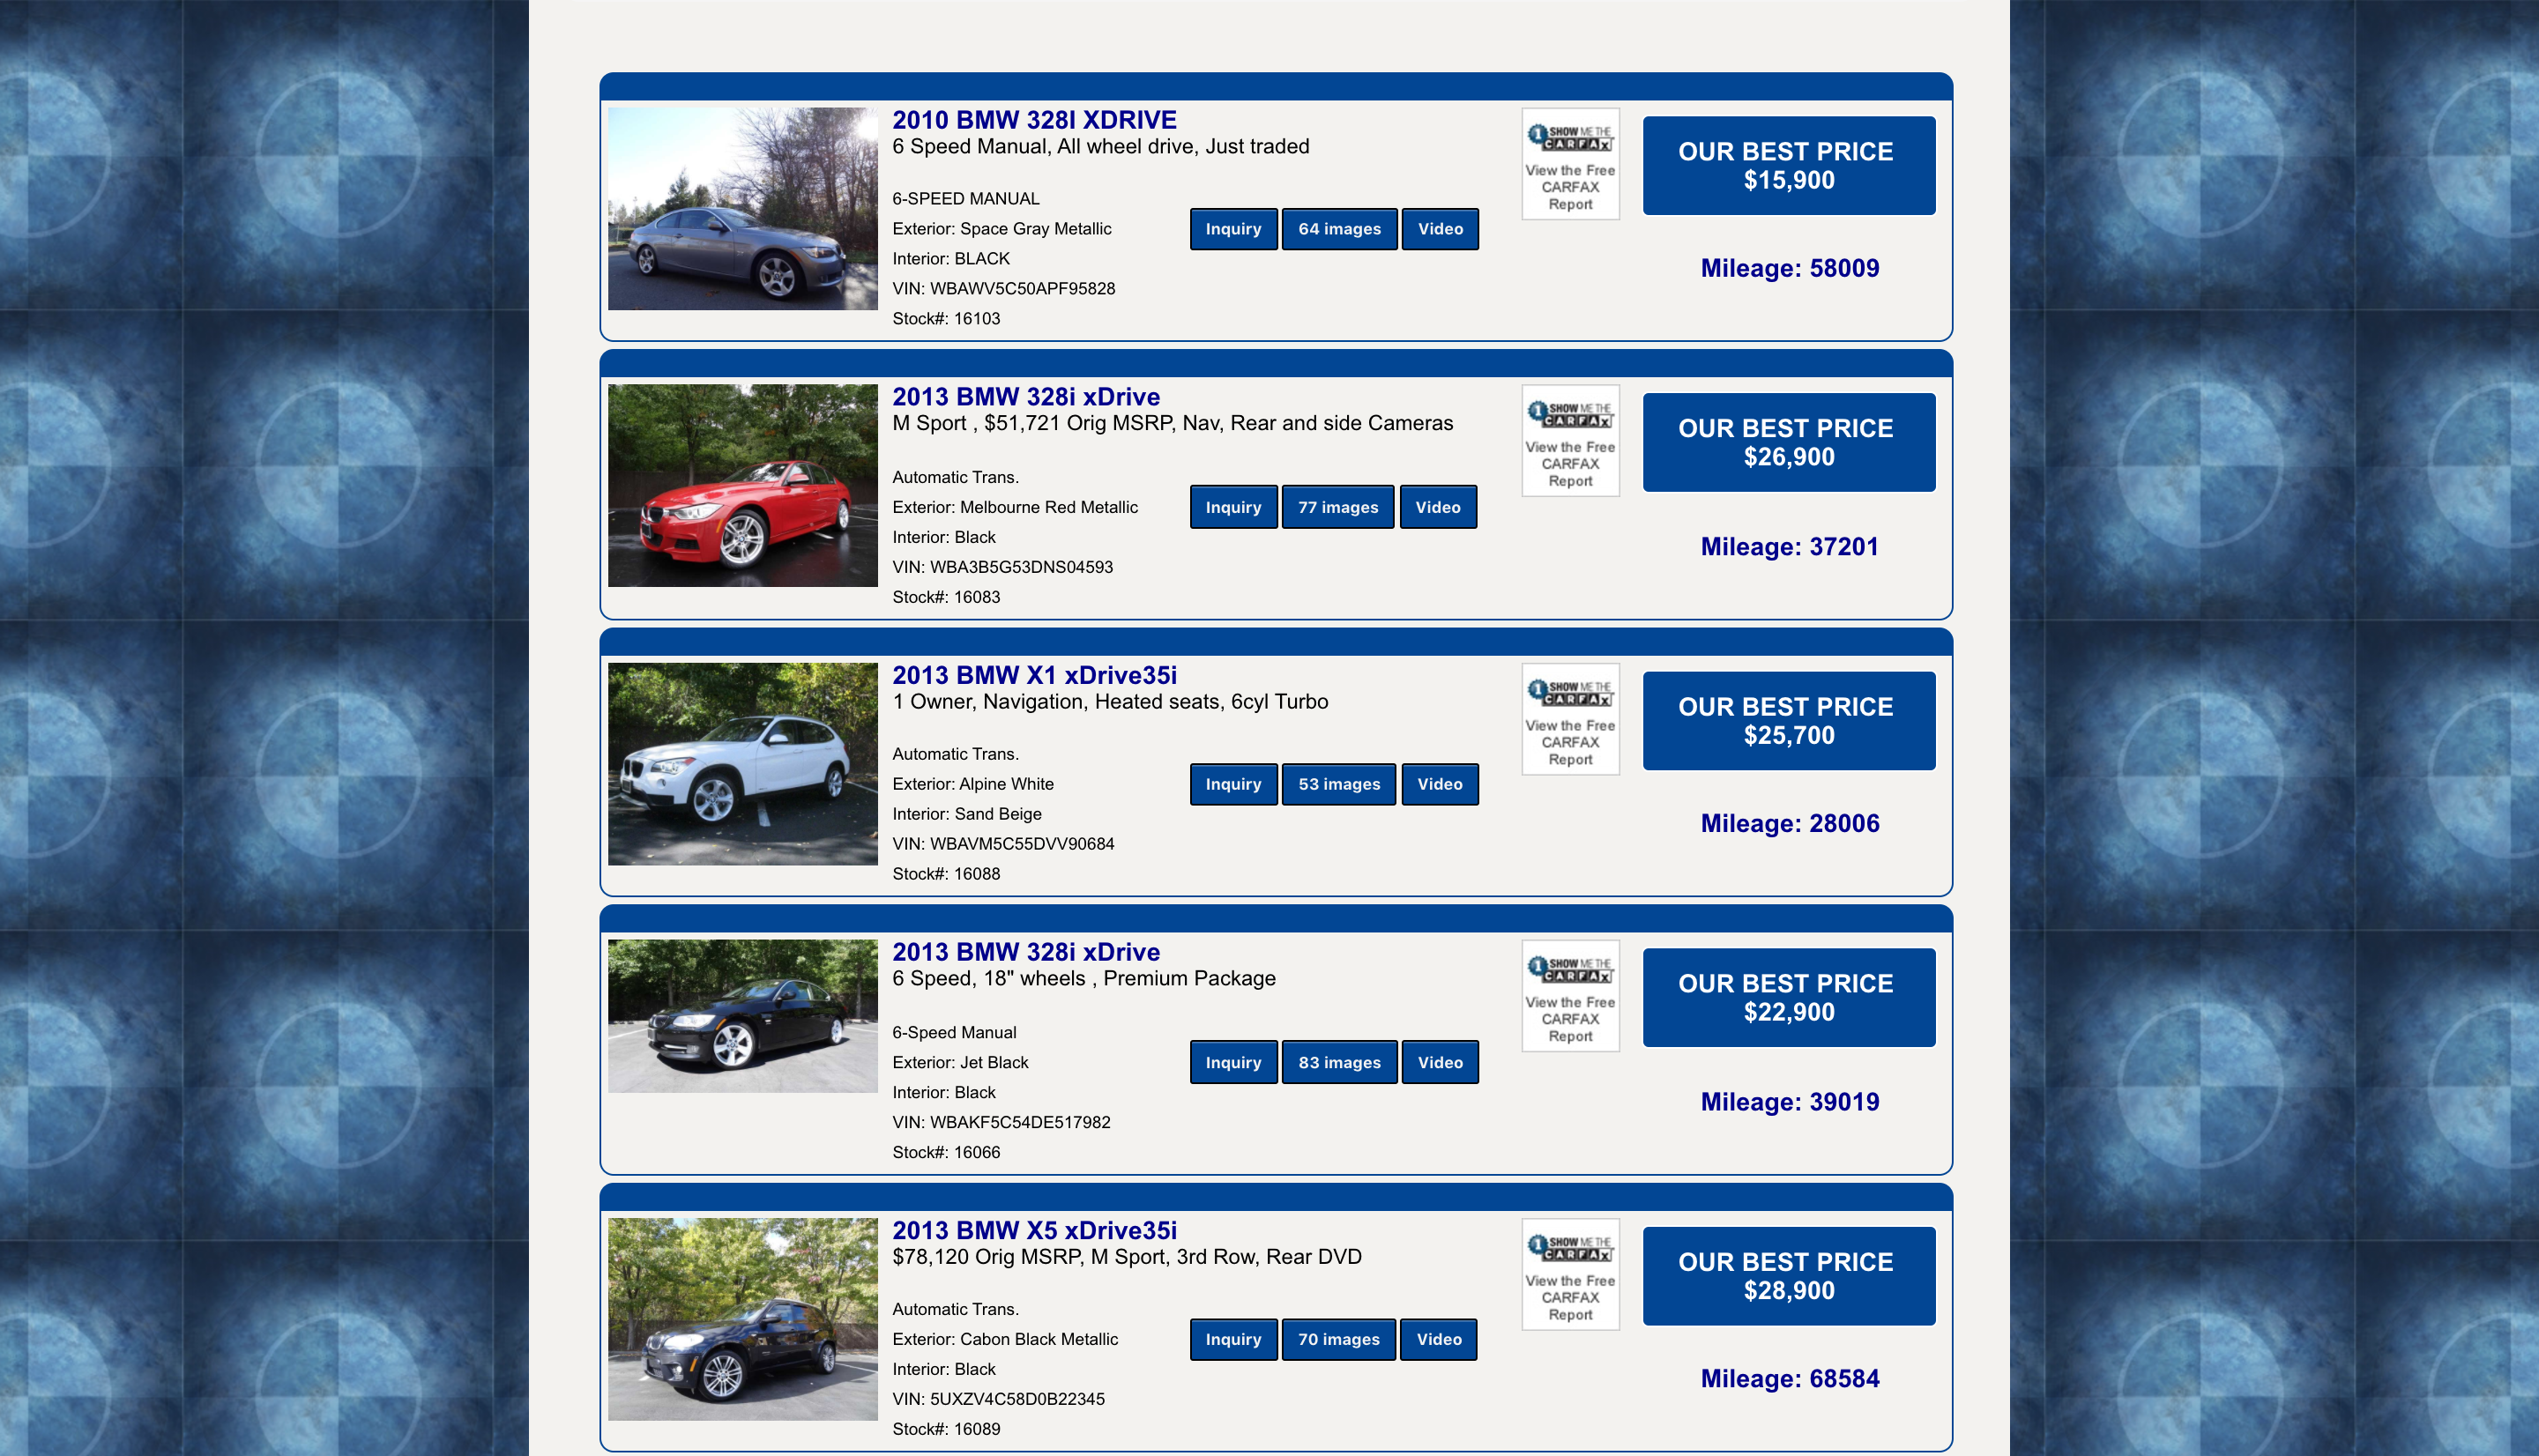 2010 BMW 328I XDRIVE
6 Speed Manual, All wheel drive, Just traded
6-SPEED MANUAL
Exterior: Space Gray Metallic
Interior: BLACK
VIN: WBAWV5C50APF95828
Stock#: 16103
Inquiry
64 images
Video
1 SHOW ME THE
CARFAX
View the Free
CARFAX
Report
OUR BEST PRICE
$15,900
Mileage: 58009
2013 BMW 328i xDrive
M Sport , $51,721 Orig MSRP, Nav, Rear and side Cameras
Automatic Trans.
Exterior: Melbourne Red Metallic
Interior: Black
VIN: WBA3B5G53DNS04593
Stock#: 16083
Inquiry
77 images
Video
1 SHOW ME THE
CARFAX
View the Free
CARFAX
Report
OUR BEST PRICE
$26,900
Mileage: 37201
2013 BMW X1 xDrive35i
1 Owner, Navigation, Heated seats, 6cyl Turbo
Automatic Trans.
Exterior: Alpine White
Interior: Sand Beige
VIN: WBAVM5C55DVV90684
Stock#: 16088
Inquiry
53 images
Video
1 SHOW ME THE
CARFAX
View the Free
CARFAX
Report
OUR BEST PRICE
$25,700
Mileage: 28006
2013 BMW 328i xDrive
6 Speed, 18" wheels , Premium Package
6-Speed Manual
Exterior: Jet Black
Interior: Black
VIN: WBAKF5C54DE517982
Stock#: 16066
Inquiry
83 images
Video
1 SHOW ME THE
CARFAX
View the Free
CARFAX
Report
OUR BEST PRICE
$22,900
Mileage: 39019
2013 BMW X5 xDrive35i
$78,120 Orig MSRP, M Sport, 3rd Row, Rear DVD
Automatic Trans.
Exterior: Cabon Black Metallic
Interior: Black
VIN: 5UXZV4C58D0B22345
Stock#: 16089
Inquiry
70 images
Video
1 SHOW ME THE
CARFAX
View the Free
CARFAX
Report
OUR BEST PRICE
$28,900
Mileage: 68584